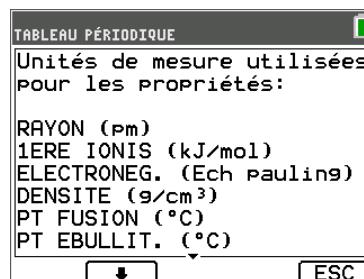 TABLEAU PÉRIODIQUE
Unités de mesure utilisées
pour les propriétés:
RAYON (pm)
1ERE IONIS (kJ/mol)
ELECTRONEG. (Ech pauling)
DENSITE (g/cm³)
PT FUSION (°C)
PT EBULLIT. (°C)
ESC